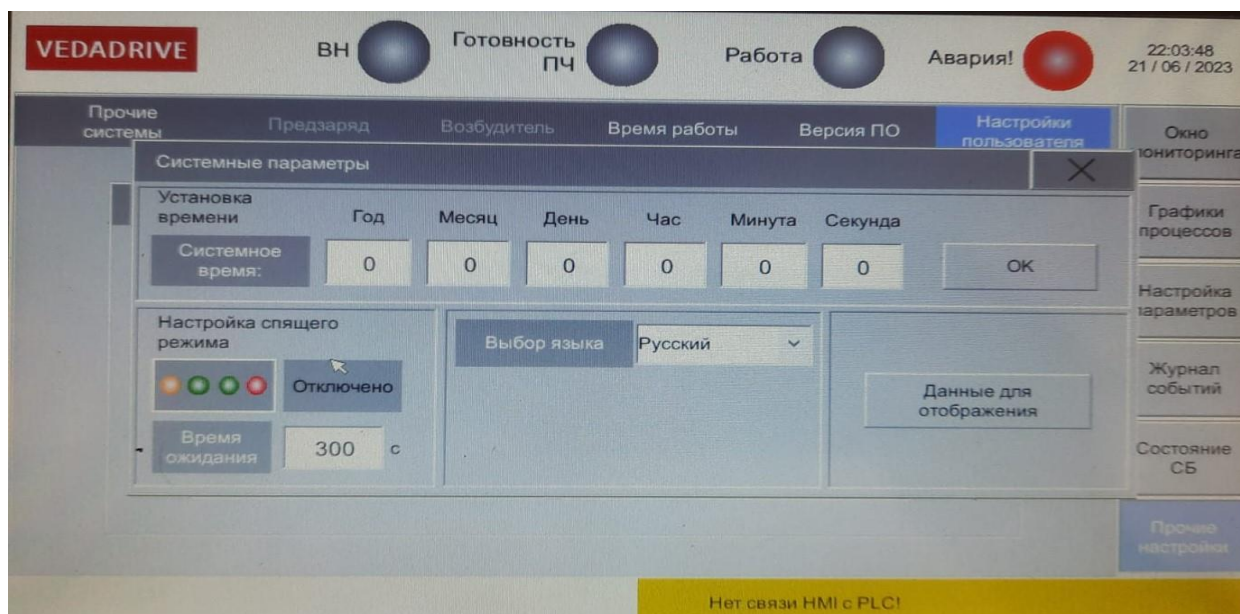 VEDADRIVE
ВН
Готовность
ПЧ
Работа
Авария!
22:03:48
21 / 06 / 2023
Прочие
системы
Предзаряд
Возбудитель
Время работы
Версия ПО
Настройки
пользователя
Системные параметры
Установка
времени
Год
Месяц
День
Час
Минута
Секунда
Системное
время:
0
0
0
0
0
0
OK
Настройка спящего
режима
Отключено
Время
ожидания
300
с
Выбор языка
Русский
Данные для
отображения
Окно
мониторинга
Графики
процессов
Настройка
параметров
Журнал
событий
Состояние
СБ
Прочие
настройки
Нет связи HMI с PLC!